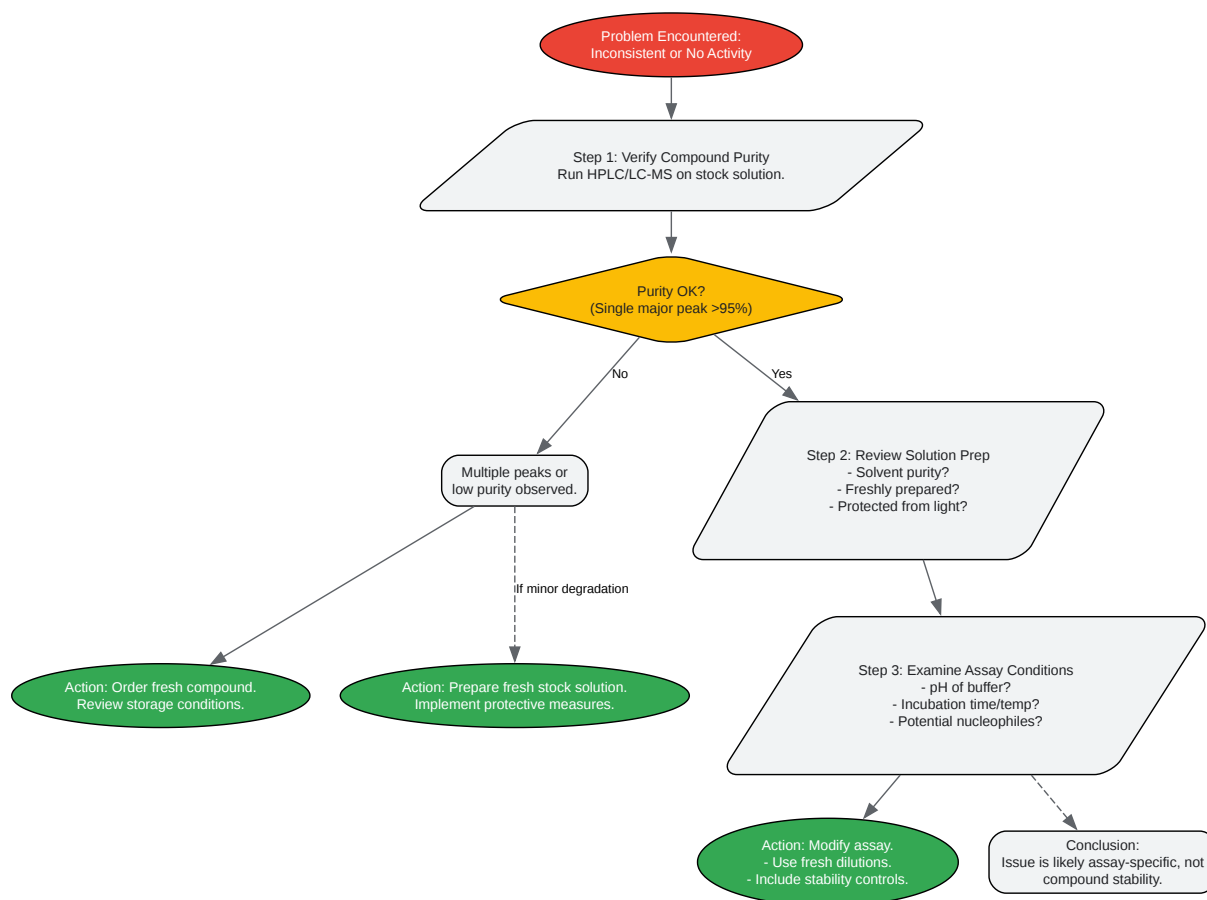 Problem Encountered:
Inconsistent or No Activity
Step 1: Verify Compound Purity
Run HPLC/LC-MS on stock solution.
Purity OK?
(Single major peak >95%)
No
Yes
Multiple peaks or
low purity observed.
Step 2: Review Solution Prep
- Solvent purity?
- Freshly prepared?
- Protected from light?
If minor degradation
Action: Order fresh compound.
Review storage conditions.
Action: Prepare fresh stock solution.
Implement protective measures.
Step 3: Examine Assay Conditions
- pH of buffer?
- Incubation time/temp?
- Potential nucleophiles?
Action: Modify assay.
- Use fresh dilutions.
- Include stability controls.
Conclusion:
Issue is likely assay-specific, not
compound stability.